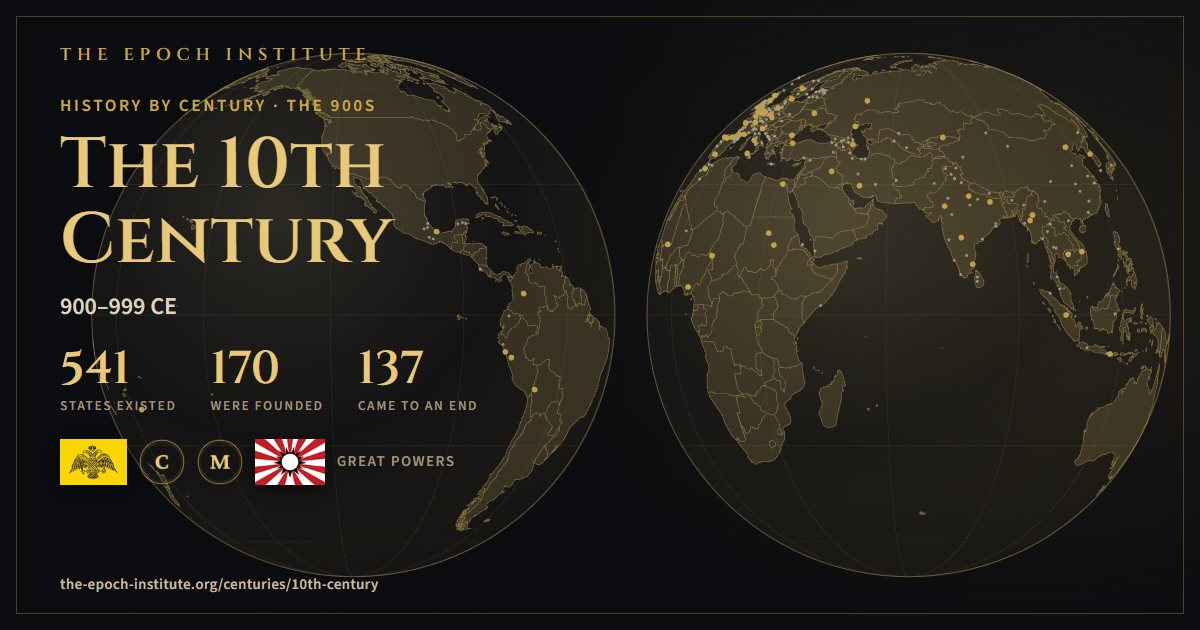 THE EPOCH INSTITUTE
HISTORY BY CENTURY · THE 900S
THE 10TH
CENTURY
900–999 CE
541 170 137
STATES EXISTED WERE FOUNDED CAME TO AN END
C M GREAT POWERS
the-epoch-institute.org/centuries/10th-century